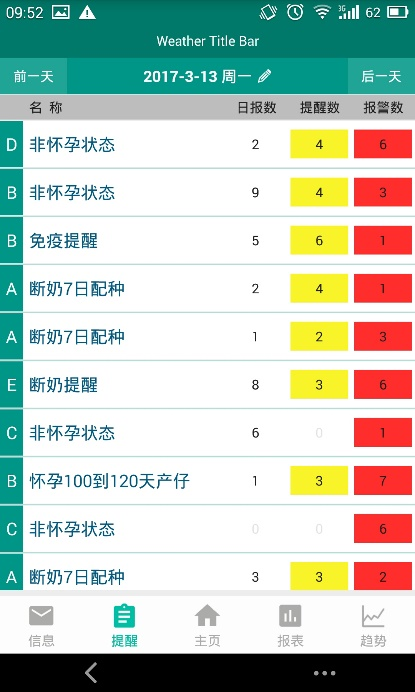 09:52 3G 62
Weather Title Bar
前一天 2017-3-13 周一 后一天
名 称 日报数 提醒数 报警数
D 非怀孕状态 2 4 6
B 非怀孕状态 9 4 3
B 免疫提醒 5 6 1
A 断奶7日配种 2 4 1
A 断奶7日配种 1 2 3
E 断奶提醒 8 3 6
C 非怀孕状态 6 0 1
B 怀孕100到120天产仔 1 3 7
C 非怀孕状态 0 0 6
A 断奶7日配种 3 3 2
信息 提醒 主页 报表 趋势